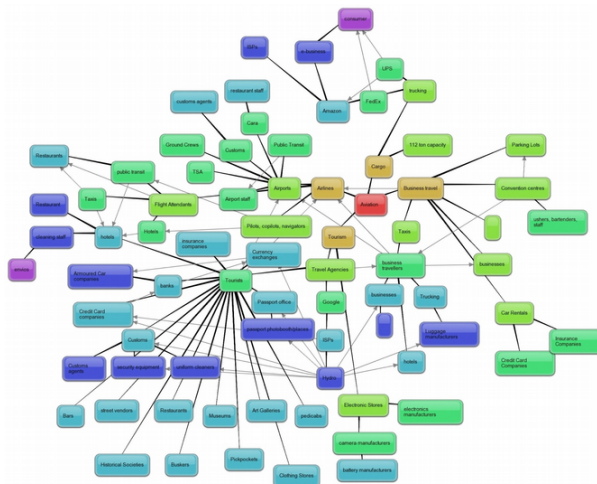 consumer
ISPs
e-business
UPS
restaurant staff
customs agents
Amazon
FedEx
trucking
Cars
Ground Crews
Customs
Public Transit
112 ton capacity
Parking Lots
Restaurants
public transit
TSA
Cargo
Airports
Airlines
Business travel
Convention centres
Taxis
Flight Attendants
Airport staff
Aviation
Restaurant
ushers, bartenders,
staff
Hotels
Pilots, copilots, navigators
Taxis
cleaning staff
hotels
insurance
companies
Currency
exchanges
Tourism
Travel Agencies
business
travellers
businesses
Armoured Car
companies
banks
Tourists
Passport office
Google
businesses
Trucking
Credit Card
companies
Customs
passport photobooth/places
ISPs
Luggage
manufacturers
Car Rentals
Insurance
Companies
Customs
agents
security equipment
uniform cleaners
Hydro
hotels
Credit Card
Companies
Bars
street vendors
Restaurants
Museums
Art Galleries
pedicabs
Electronic Stores
electronics
manufacturers
camera manufacturers
Historical Societies
Buskers
Pickpockets
Clothing Stores
battery manufacturers